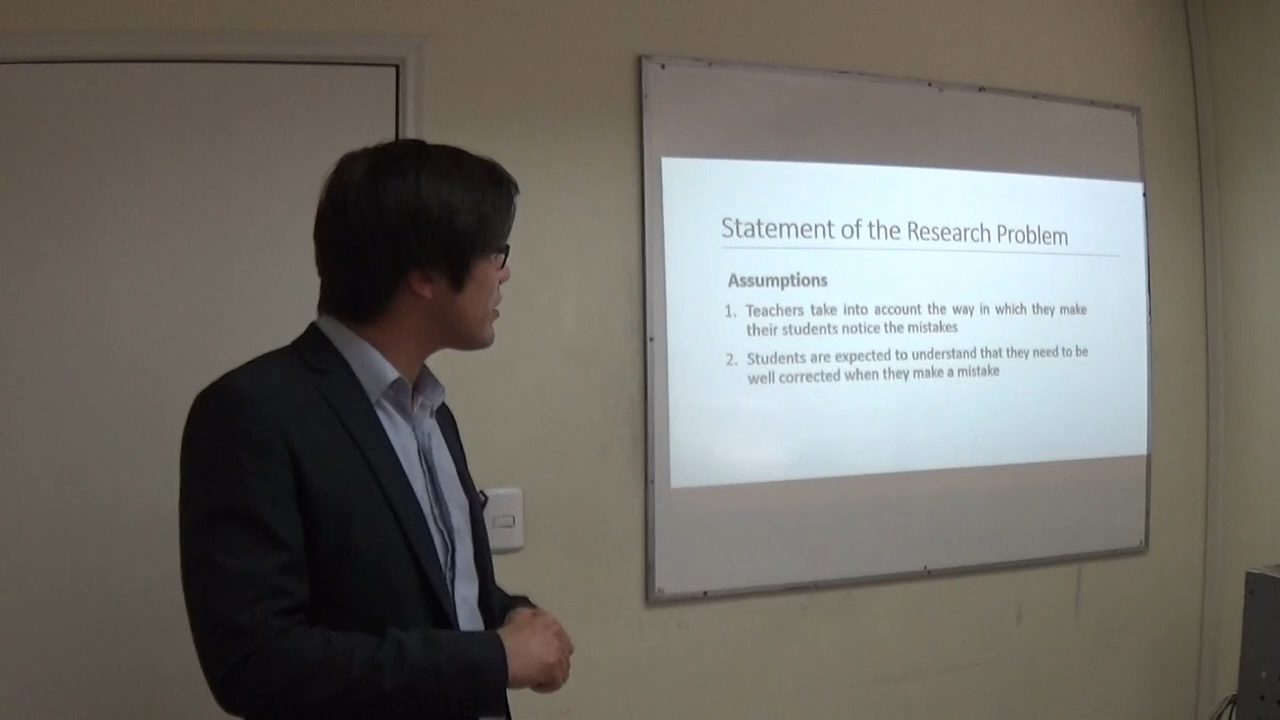 Statement of the Research Problem
Assumptions
1. Teachers take into account the way in which they make
their students notice the mistakes
2. Students are expected to understand that they need to be
well corrected when they make a mistake